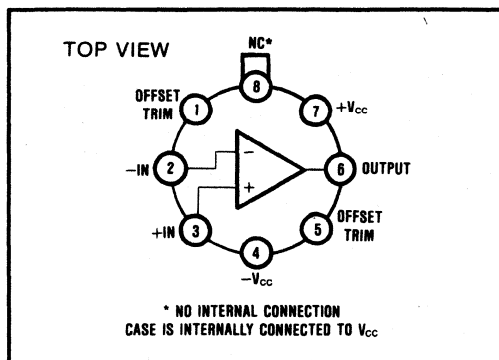 TOP VIEW
NC*
8
OFFSET
TRIM
1
7
+Vcc
-IN
2
-
6
OUTPUT
+
+IN
3
5
OFFSET
TRIM
4
-Vcc
* NO INTERNAL CONNECTION
CASE IS INTERNALLY CONNECTED TO Vcc